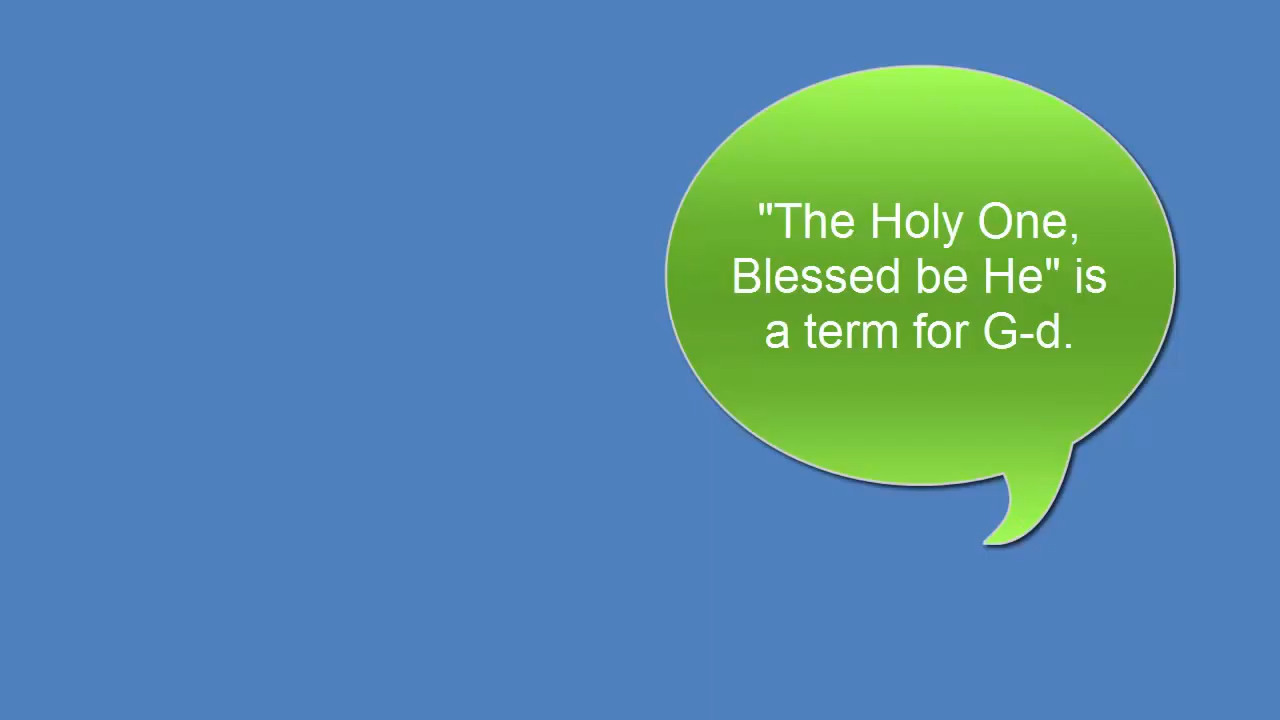 "The Holy One,
Blessed be He" is
a term for G-d.